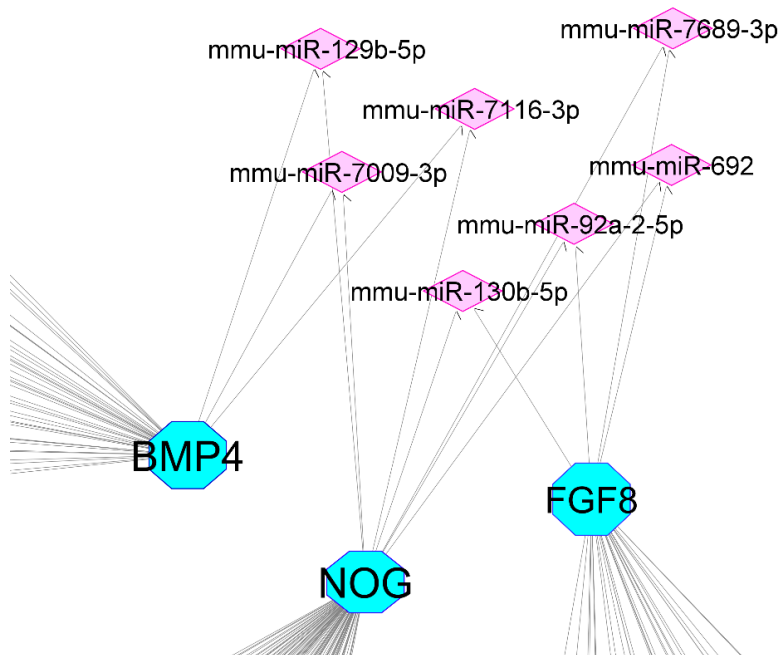 mmu-miR-7689-3p
mmu-miR-129b-5p
mmu-miR-7116-3p
mmu-miR-7009-3p
mmu-miR-692
mmu-miR-92a-2-5p
mmu-miR-130b-5p
BMP4
FGF8
NOG